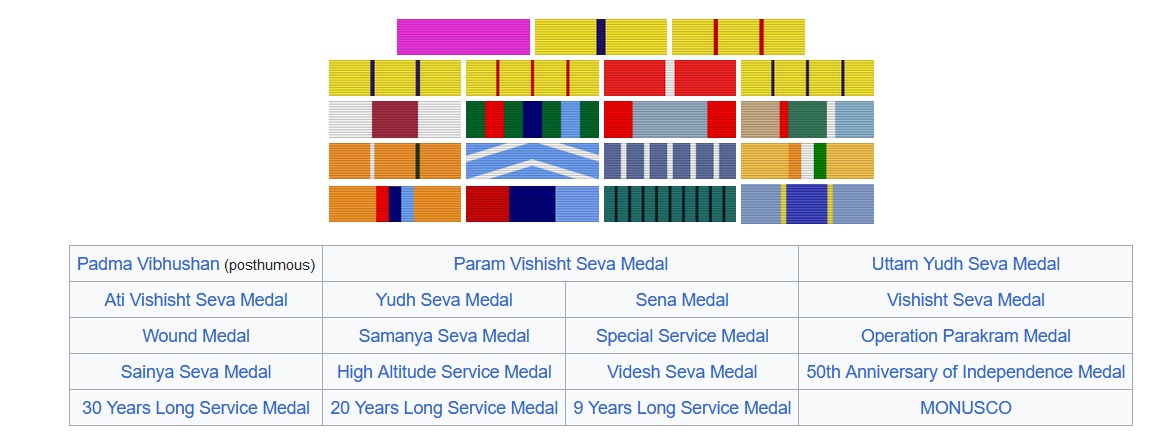 Padma Vibhushan (posthumous) Param Vishisht Seva Medal Uttam Yudh Seva Medal
Ati Vishisht Seva Medal Yudh Seva Medal Sena Medal Vishisht Seva Medal
Wound Medal Samanya Seva Medal Special Service Medal Operation Parakram Medal
Sainya Seva Medal High Altitude Service Medal Videsh Seva Medal 50th Anniversary of Independence Medal
30 Years Long Service Medal 20 Years Long Service Medal 9 Years Long Service Medal MONUSCO